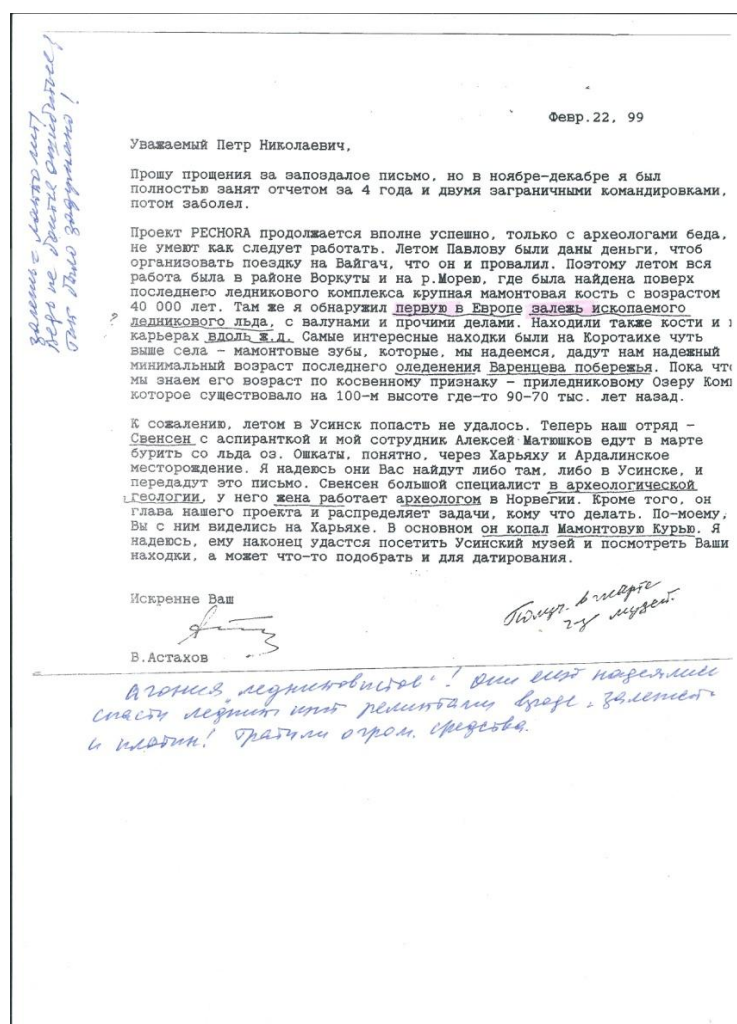 Февр.22, 99
Уважаемый Петр Николаевич,
Прошу прощения за запоздалое письмо, но в ноябре-декабре я был
полностью занят отчетом за 4 года и двумя заграничными командировками,
потом заболел.
Проект PECHORA продолжается вполне успешно, только с археологами беда,
не умеют как следует работать. Летом Павлову были даны деньги, чтоб
организовать поездку на Вайгач, что он и провалил. Поэтому летом вся
работа была в районе Воркуты и на р.Морею, где была найдена поверх
последнего ледникового комплекса крупная мамонтовая кость с возрастом
40 000 лет. Там же я обнаружил первую в Европе залежь ископаемого
? ледникового льда, с валунами и прочими делами. Находили также кости и
карьерах вдоль ж.д. Самые интересные находки были на Коротаихе чуть
выше села - мамонтовые зубы, которые, мы надеемся, дадут нам надежный
минимальный возраст последнего оледенения Варенцева побережья. Пока
мы знаем его возраст по косвенному признаку - приледниковому Озеру
которое существовало на 100-м высоте где-то 90-70 тыс. лет назад.
К сожалению, летом в Усинск попасть не удалось. Теперь наш отряд -
Свенсен с аспиранткой и мой сотрудник Алексей Матюшков едут в марте
бурить со льда оз. Ошкаты, понятно, через Харьяху и Ардалинское
месторождение. Я надеюсь они Вас найдут либо там, либо в Усинске, и
передадут это письмо. Свенсен большой специалист в археологической
геологии, у него жена работает археологом в Норвегии. Кроме того, он
глава нашего проекта и распределяет задачи, кому что делать. По-моему,
Вы с ним виделись на Харьяхе. В основном он копал Мамонтовую Курью. Я
надеюсь, ему наконец удастся посетить Усинский музей и посмотреть Ваши
находки, а может что-то подобрать и для датирования.
Искренне Ваш
В.Астахов
Получ. в марте
музей.
Агония "ледниковистов"! Они ещё надеялись
спасти ледник реликтами вроде "залежей"
и платин! Тратили огром. средства.
ведь не
так было задумано!